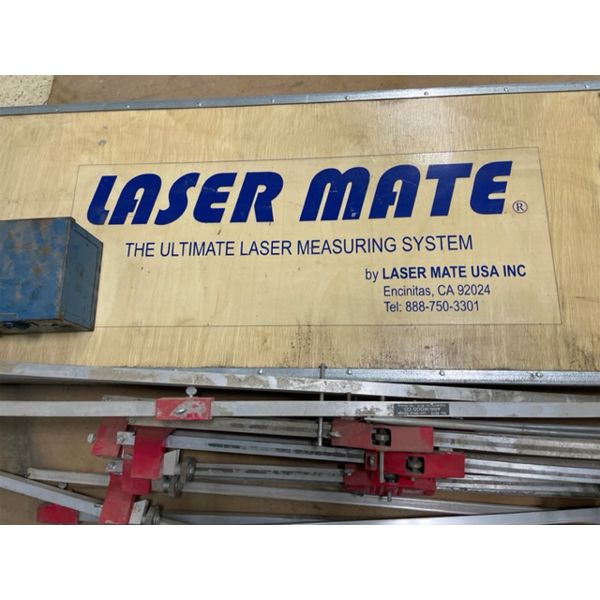 LASER MATE®
THE ULTIMATE LASER MEASURING SYSTEM
by LASER MATE USA INC
Encinitas, CA 92024
Tel: 888-750-3301